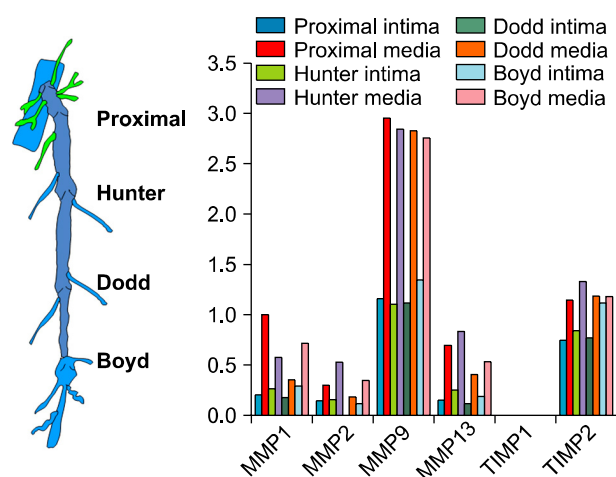 Proximal intima
Proximal media
Hunter intima
Hunter media
Dodd intima
Dodd media
Boyd intima
Boyd media
Proximal
Hunter
Dodd
Boyd
3.5
3.0
2.5
2.0
1.5
1.0
0.5
0.0
MMP1
MMP2
MMP9
MMP13
TIMP1
TIMP2